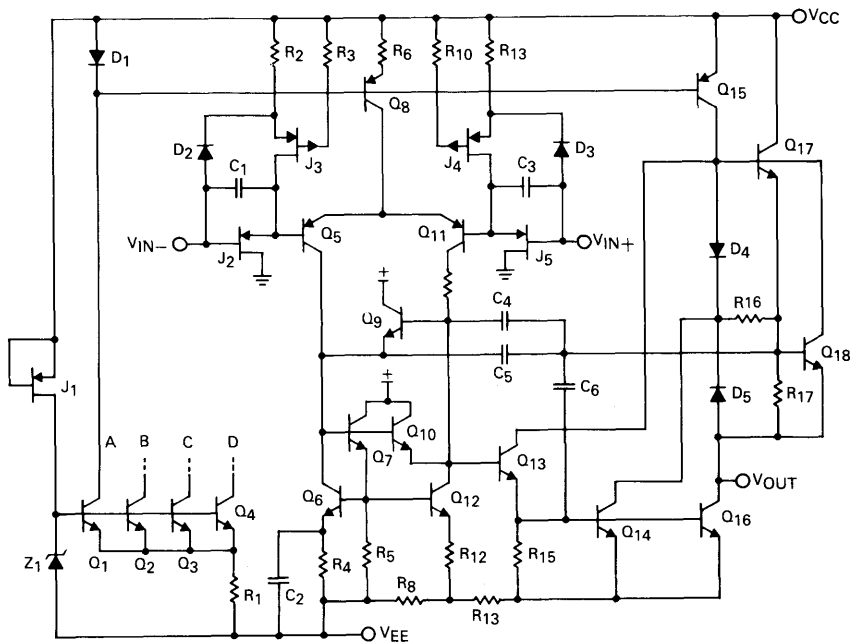 VCC
D1
R2
R3
R6
R10
R13
Q8
Q15
D2
J3
J4
D3
Q17
C1
C3
VIN−
J2
Q5
Q11
J5
VIN+
D4
+
Q9
C4
R16
C5
C6
Q18
J1
+
D5
R17
A B C D
Q7
Q10
Q13
Q6
Q12
VOUT
Q4
Q14
Q16
Z1
Q1
Q2
Q3
R1
C2
R4
R5
R12
R15
R8
R13
VEE